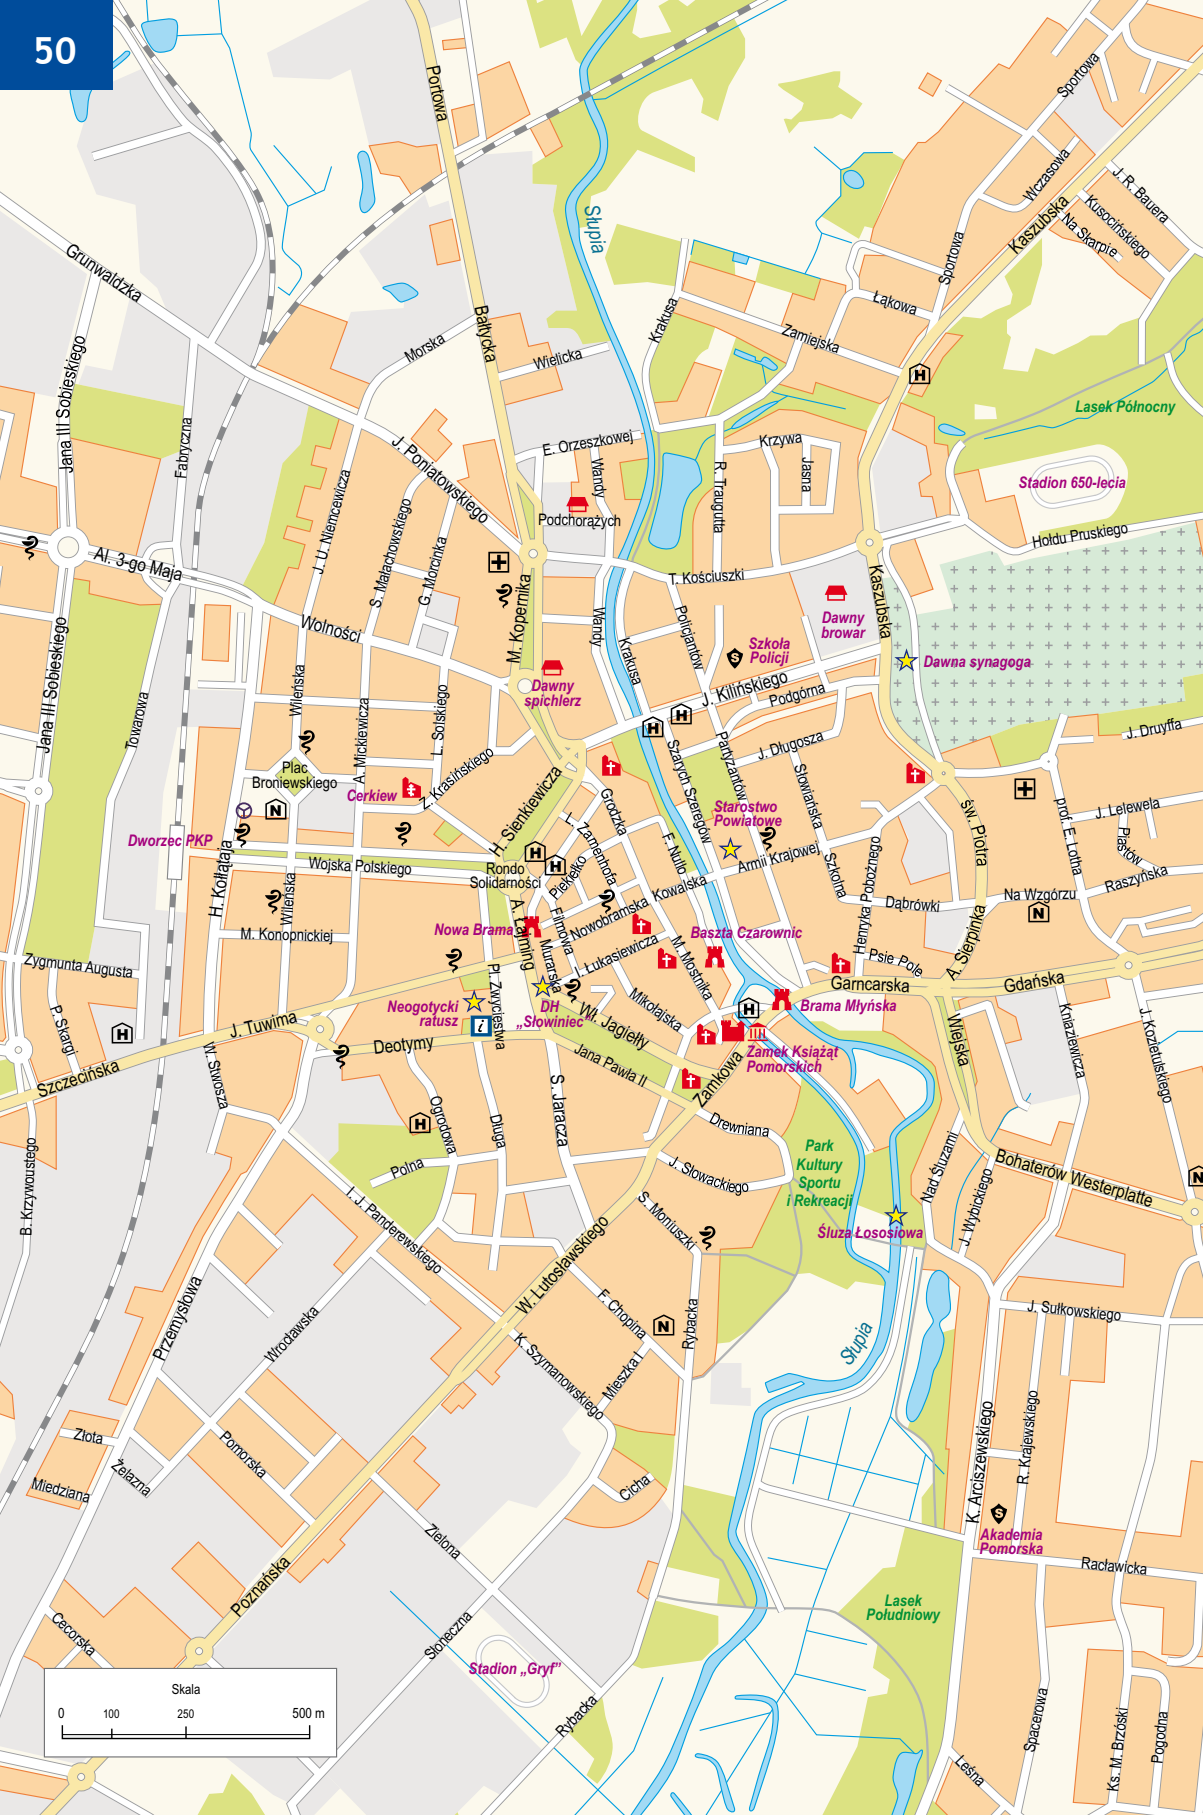 50
Portowa
Sportowa
Wczasowa
J. R. Bauera
Kusocińskiego
Na Skarpie
Kaszubska
Sportowa
Słupia
Grunwaldzka
Łąkowa
Zamiejska
Krakusa
Bałtycka
Morska
Wielicka
Jana III Sobieskiego
Fabryczna
Lasek Północny
J. Poniatowskiego
E. Orzeszkowej
Wandy
Krzywa
Jasna
R. Traugutta
Stadion 650-lecia
J. U. Niemcewicza
S. Małachowskiego
G. Morcinka
Podchorążych
Hołdu Pruskiego
Al. 3-go Maja
T. Kościuszki
M. Kopernika
Wandy
Krakusa
Policjantów
Dawny
browar
Kaszubska
Wolności
Szkoła
Policji
Dawna synagoga
Jana III Sobieskiego
Towarowa
Wileńska
A. Mickiewicza
L. Solskiego
Dawny
spichlerz
J. Kilińskiego
Podgórna
J. Długosza
J. Druyffa
Plac
Broniewskiego
Cerkiew
Z. Krasińskiego
H. Sienkiewicza
Szarych Szeregów
Partyzantów
Słowiańska
Starostwo
Powiatowe
św. Piotra
prof. E. Lotha
J. Lelewela
Piastów
Raszyńska
Dworzec PKP
H. Kołłątaja
Wojska Polskiego
Wileńska
Rondo
Solidarności
Grodzka
L. Zamenhofa
Piekiełko
F. Nullo
Kowalska
Armii Krajowej
Szkolna
Henryka Pobożnego
Dąbrówki
Na Wzgórzu
Nowa Brama
A. Łajming
Filmowa
Murarska
Nowobramska
I. Łukasiewicza
M. Mostnika
Baszta Czarownic
M. Konopnickiej
Zygmunta Augusta
P. Skargi
Pl. Zwycięstwa
Psie Pole
Garncarska
A. Sierpinka
Gdańska
Neogotycki
ratusz
DH
„Słowiniec"
Wł. Jagiełły
Mikołajska
Brama Młyńska
J. Tuwima
Deotymy
i
Jana Pawła II
Zamek Książąt
Pomorskich
Zamkowa
Wiejska
Kniaziewicza
J. Kozietulskiego
Szczecińska
W. Stwosza
Ogrodowa
Długa
S. Jaracza
Drewniana
B. Krzywoustego
Polna
J. Słowackiego
Park
Kultury
Sportu
i Rekreacji
Nad Śluzami
J. Wybickiego
Bohaterów Westerplatte
I. J. Panderewskiego
S. Moniuszki
Śluza Łososiowa
W. Lutosławskiego
Przemysłowa
Wrocławska
F. Chopina
Rybacka
J. Sułkowskiego
Słupia
K. Szymanowskiego
Mieszka I
Złota
Żelazna
Miedziana
Pomorska
Cicha
K. Arciszewskiego
R. Krajewskiego
Zielona
Akademia
Pomorska
Racławicka
Poznańska
Lasek
Południowy
Cecorska
Słoneczna
Stadion „Gryf"
Rybacka
Spacerowa
Ks. M. Brzóski
Pogodna
Leśna
Skala
0 100 250 500 m